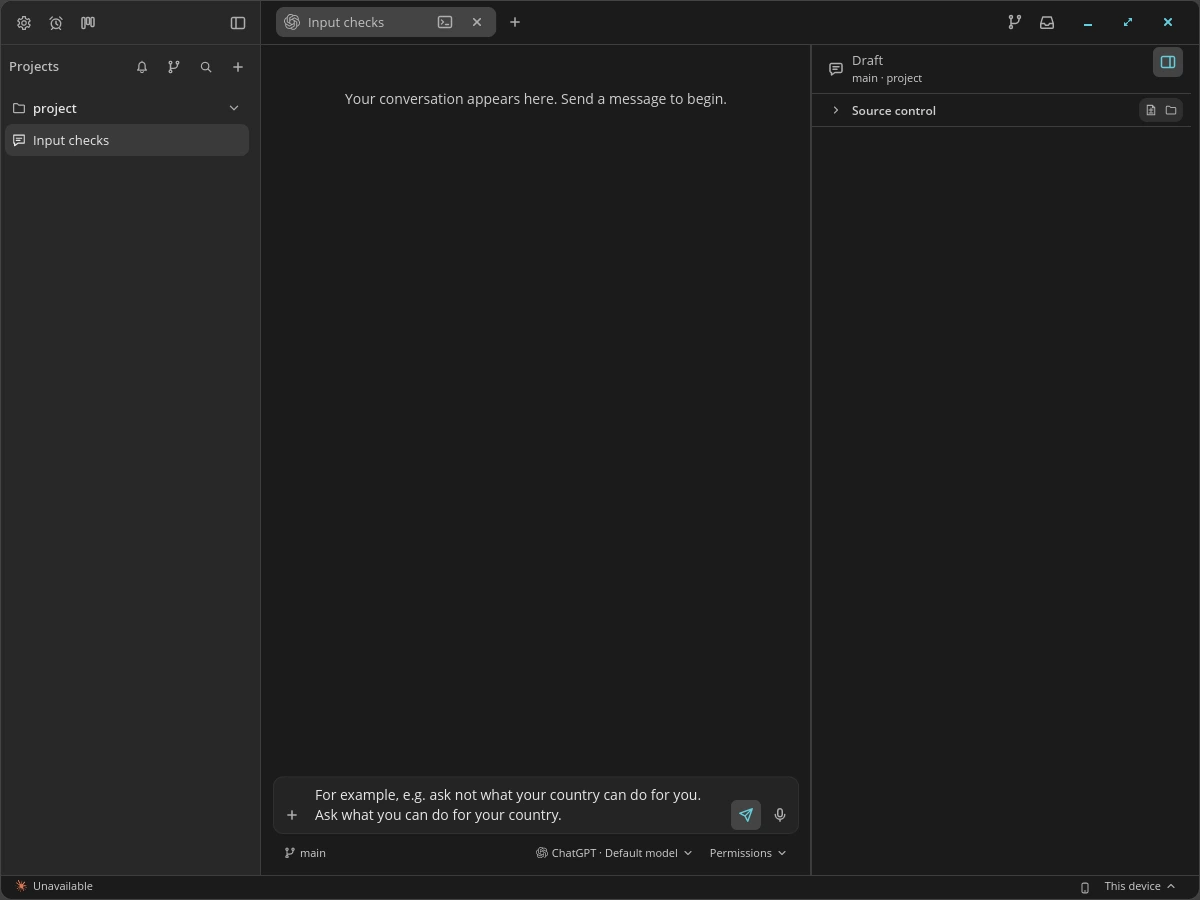 Input checks
Projects
project
Input checks
Your conversation appears here. Send a message to begin.
Draft
main · project
Source control
For example, e.g. ask not what your country can do for you.
Ask what you can do for your country.
main
ChatGPT · Default model
Permissions
Unavailable
This device